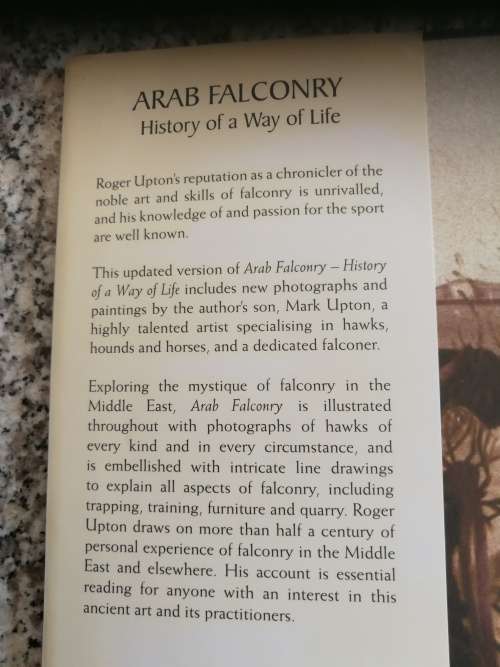 ARAB FALCONRY
History of a Way of Life
Roger Upton's reputation as a chronicler of the
noble art and skills of falconry is unrivalled,
and his knowledge of and passion for the sport
are well known.
This updated version of Arab Falconry – History
of a Way of Life includes new photographs and
paintings by the author's son, Mark Upton, a
highly talented artist specialising in hawks,
hounds and horses, and a dedicated falconer.
Exploring the mystique of falconry in the
Middle East, Arab Falconry is illustrated
throughout with photographs of hawks of
every kind and in every circumstance, and
is embellished with intricate line drawings
to explain all aspects of falconry, including
trapping, training, furniture and quarry. Roger
Upton draws on more than half a century of
personal experience of falconry in the Middle
East and elsewhere. His account is essential
reading for anyone with an interest in this
ancient art and its practitioners.